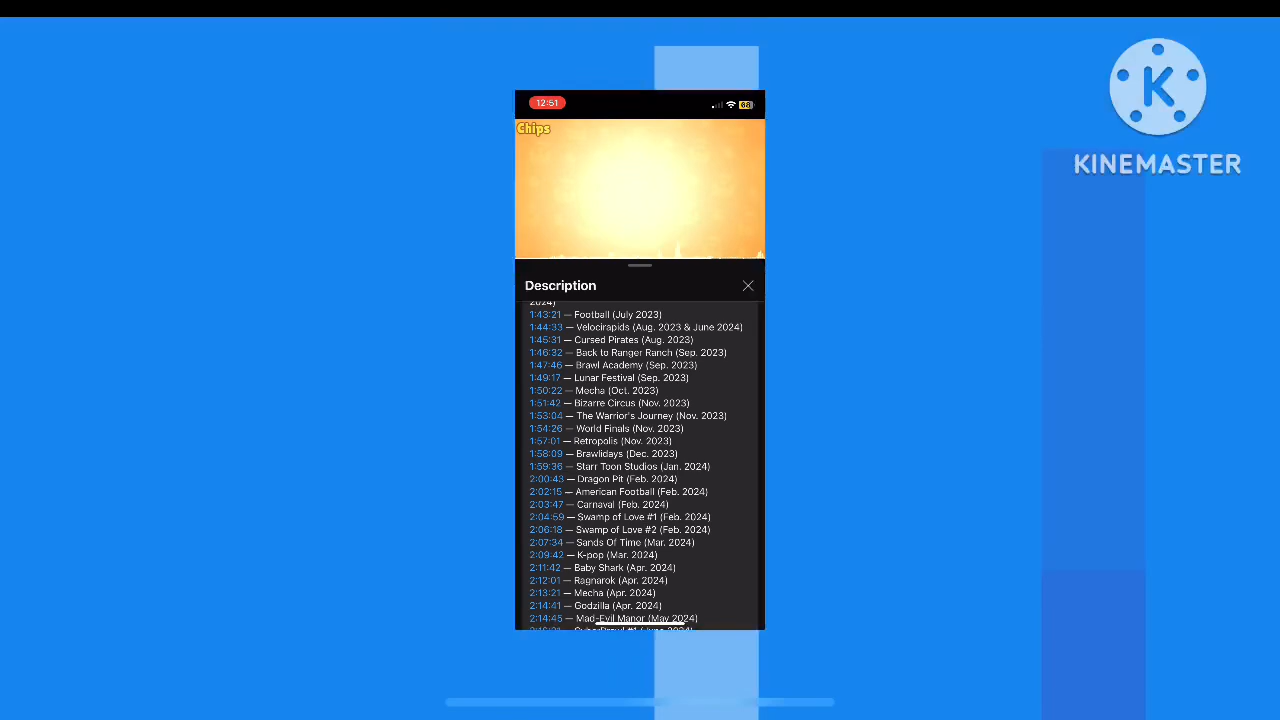 KINEMASTER
12:51
68
Chips
Description
2024)
1:43:21 — Football (July 2023)
1:44:33 — Velocirapids (Aug. 2023 & June 2024)
1:45:31 — Cursed Pirates (Aug. 2023)
1:46:32 — Back to Ranger Ranch (Sep. 2023)
1:47:46 — Brawl Academy (Sep. 2023)
1:49:17 — Lunar Festival (Sep. 2023)
1:50:22 — Mecha (Oct. 2023)
1:51:42 — Bizarre Circus (Nov. 2023)
1:53:04 — The Warrior's Journey (Nov. 2023)
1:54:26 — World Finals (Nov. 2023)
1:57:01 — Retropolis (Nov. 2023)
1:58:09 — Brawlidays (Dec. 2023)
1:59:36 — Starr Toon Studios (Jan. 2024)
2:00:43 — Dragon Pit (Feb. 2024)
2:02:15 — American Football (Feb. 2024)
2:03:47 — Carnaval (Feb. 2024)
2:04:59 — Swamp of Love #1 (Feb. 2024)
2:06:18 — Swamp of Love #2 (Feb. 2024)
2:07:34 — Sands Of Time (Mar. 2024)
2:09:42 — K-pop (Mar. 2024)
2:11:42 — Baby Shark (Apr. 2024)
2:12:01 — Ragnarok (Apr. 2024)
2:13:21 — Mecha (Apr. 2024)
2:14:41 — Godzilla (Apr. 2024)
2:14:45 — Mad-Evil Manor (May 2024)